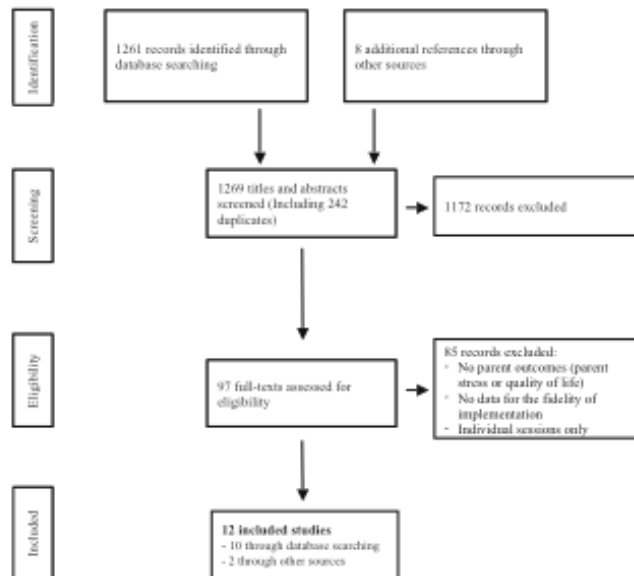 Identification
1261 records identified through
database searching
8 additional references through
other sources
Screening
1269 titles and abstracts
screened (Including 242
duplicates)
1172 records excluded
Eligibility
97 full-texts assessed for
eligibility
85 records excluded:
- No parent outcomes (parent
stress or quality of life)
- No data for the fidelity of
implementation
- Individual sessions only
Included
12 included studies
- 10 through database searching
- 2 through other sources